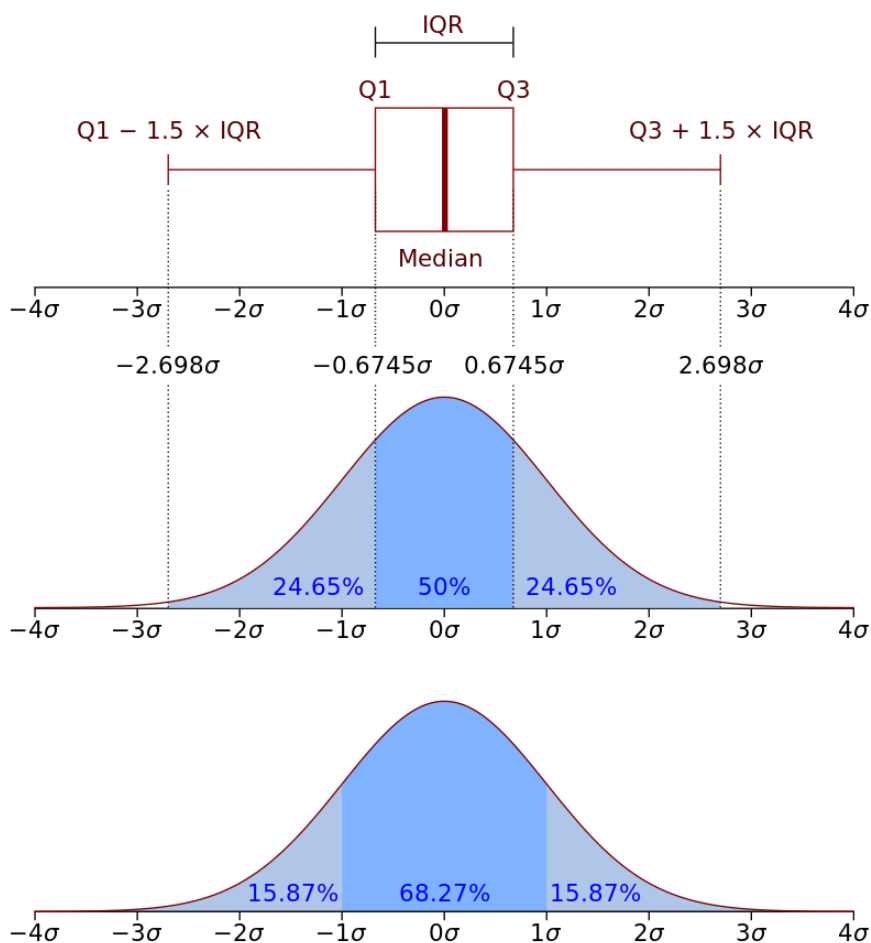 IQR
Q1 Q3
Q1 − 1.5 × IQR Q3 + 1.5 × IQR
Median
−4σ −3σ −2σ −1σ 0σ 1σ 2σ 3σ 4σ
−2.698σ −0.6745σ 0.6745σ 2.698σ
24.65% 50% 24.65%
−4σ −3σ −2σ −1σ 0σ 1σ 2σ 3σ 4σ
15.87% 68.27% 15.87%
−4σ −3σ −2σ −1σ 0σ 1σ 2σ 3σ 4σ